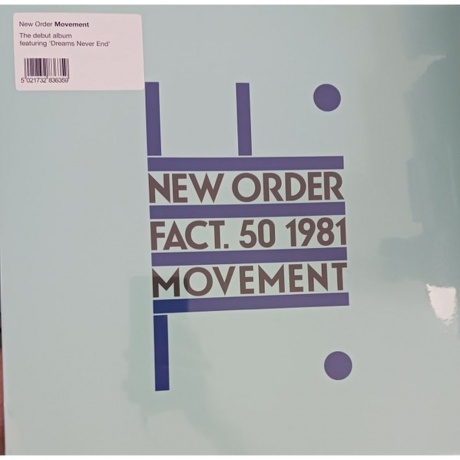 New Order Movement
The debut album
featuring 'Dreams Never End'
5 021732 836359
NEW ORDER
FACT. 50 1981
MOVEMENT